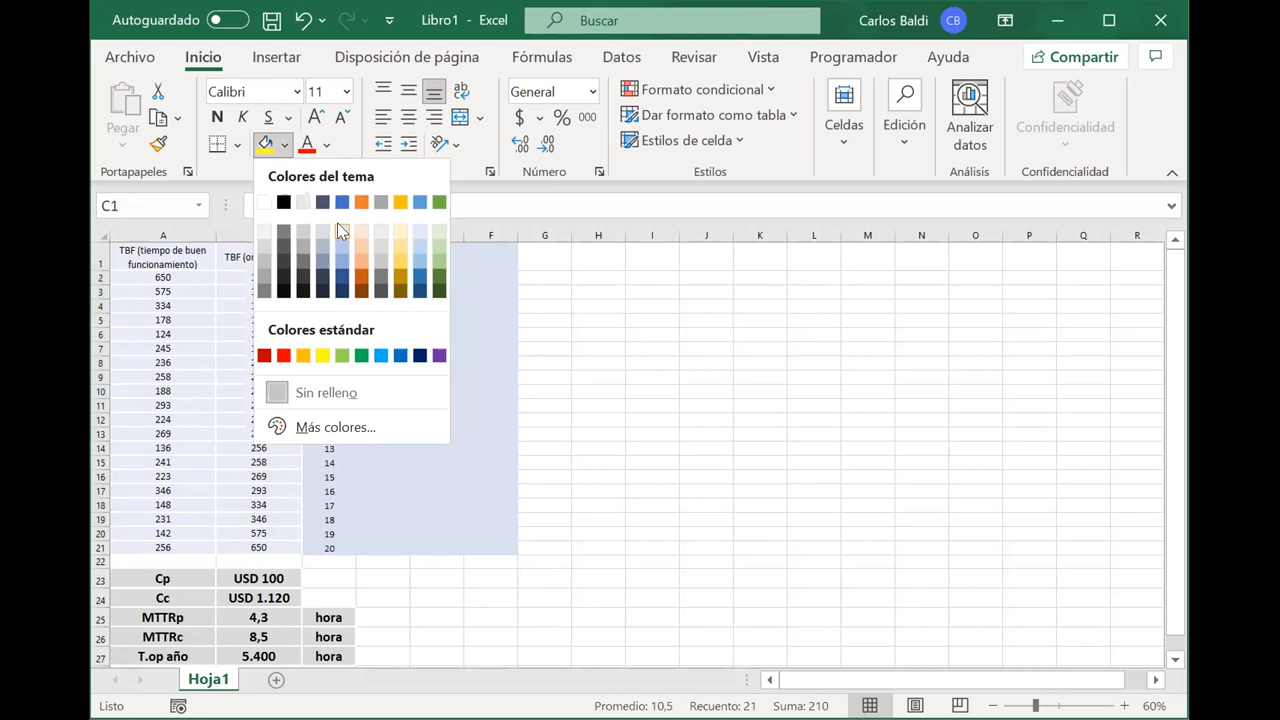 Autoguardado
Libro1 - Excel
Buscar
Carlos Baldi
CB
Archivo Inicio Insertar Disposición de página Fórmulas Datos Revisar Vista Programador Ayuda
Compartir
Pegar
Calibri 11
N K S A A
General
$ % 000
Formato condicional
Dar formato como tabla
Estilos de celda
Celdas
Edición
Analizar datos
Confidencialidad
Portapapeles
Número
Estilos
Análisis
Confidencialidad
C1
Colores del tema
Colores estándar
Sin relleno
Más colores...
A F G H I J K L M N O P Q R
1 TBF (tiempo de buen funcionamiento) TBF (or
2 650
3 575
4 334
5 178
6 124
7 245
8 236
9 258
10 188
11 293
12 224
13 269
14 136 256 13
15 241 258 14
16 223 269 15
17 346 293 16
18 148 334 17
19 231 346 18
20 142 575 19
21 256 650 20
22
23 Cp USD 100
24 Cc USD 1.120
25 MTTRp 4,3 hora
26 MTTRc 8,5 hora
27 T.op año 5.400 hora
Hoja1
Listo
Promedio: 10,5 Recuento: 21 Suma: 210
60%